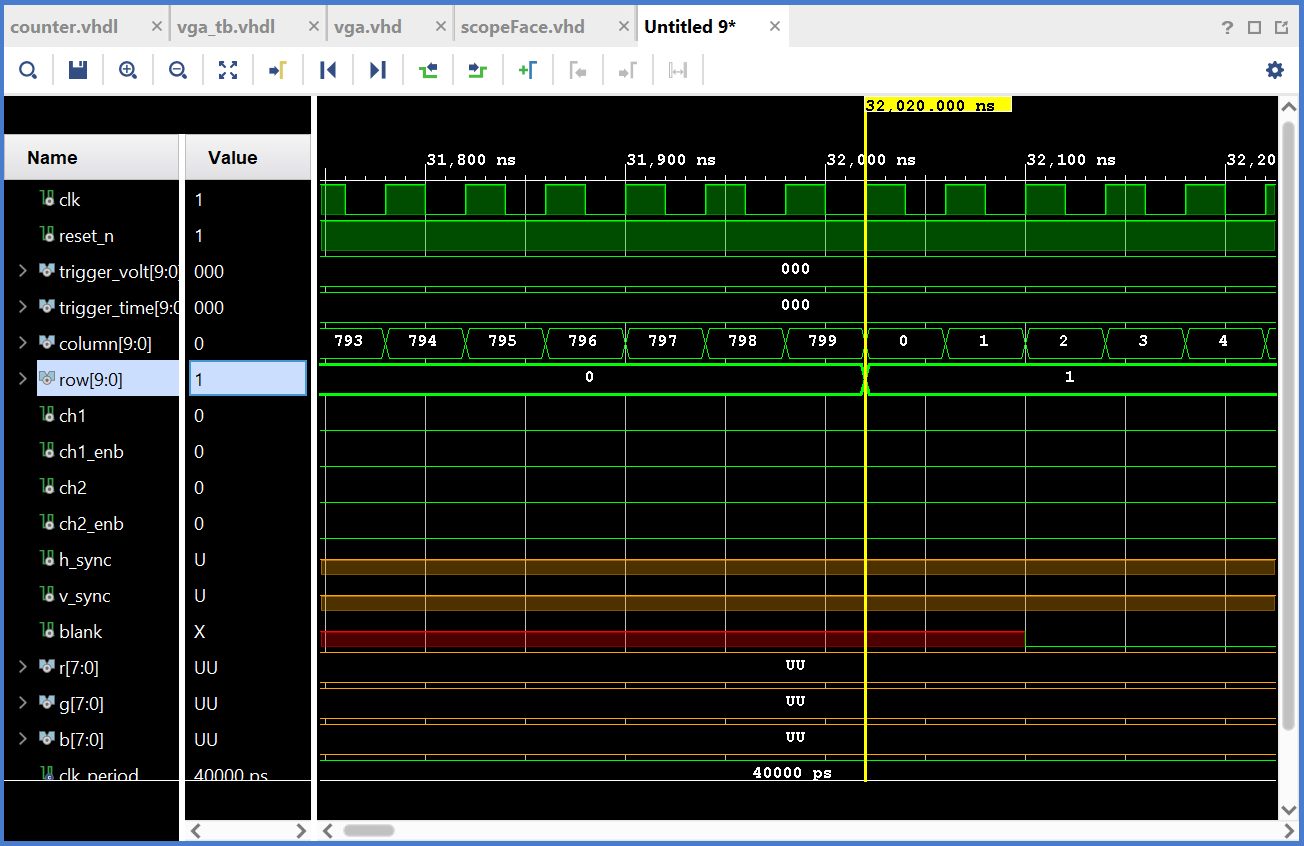 counter.vhdl × vga_tb.vhdl × vga.vhd × scopeFace.vhd × Untitled 9* × ?
32,020.000 ns
Name Value
31,800 ns 31,900 ns 32,000 ns 32,100 ns 32,20
clk 1
reset_n 1
trigger_volt[9:0] 000 000
trigger_time[9:0 000 000
column[9:0] 0 793 794 795 796 797 798 799 0 1 2 3 4
row[9:0] 1 0 1
ch1 0
ch1_enb 0
ch2 0
ch2_enb 0
h_sync U
v_sync U
blank X
r[7:0] UU UU
g[7:0] UU UU
b[7:0] UU UU
clk_period 40000 ps 40000 ps